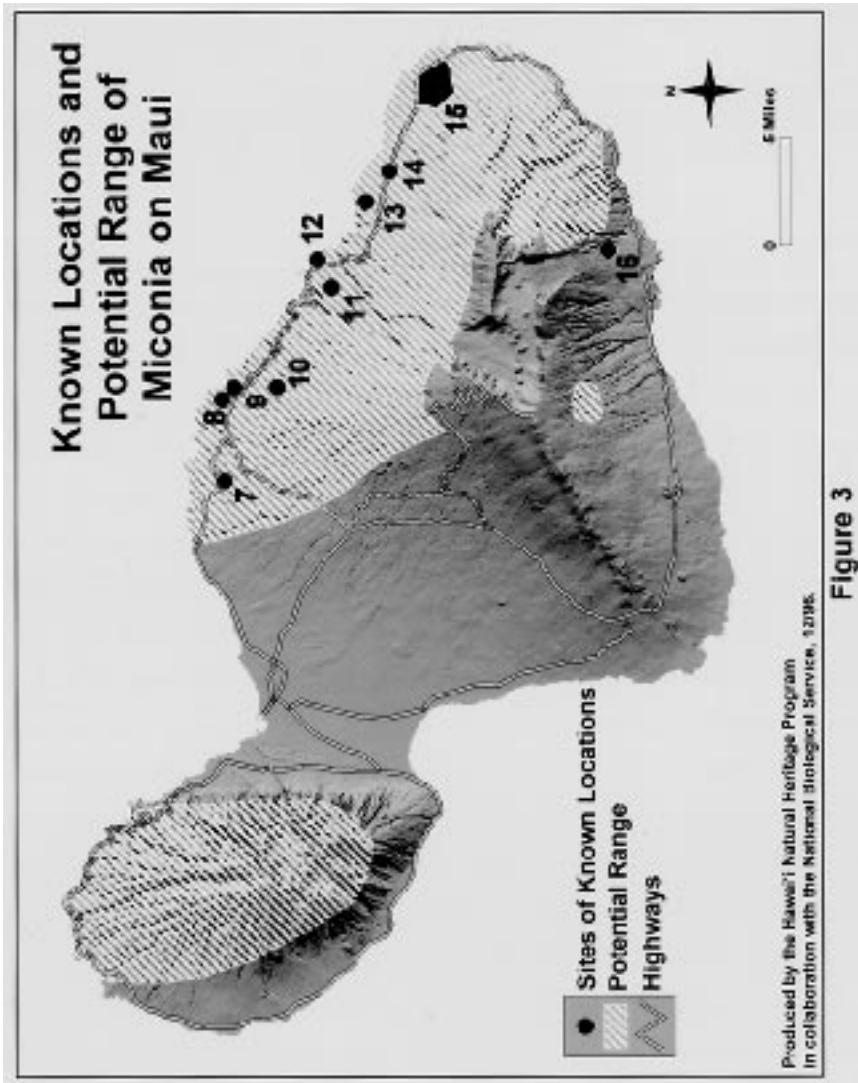 Known Locations and
Potential Range of
Miconia on Maui
7
8
9
10
11
12
13
14
15
16
N
0
5 Miles
Sites of Known Locations
Potential Range
Highways
Produced by the Hawai'i Natural Heritage Program
in collaboration with the National Biological Service, 12/96.
Figure 3